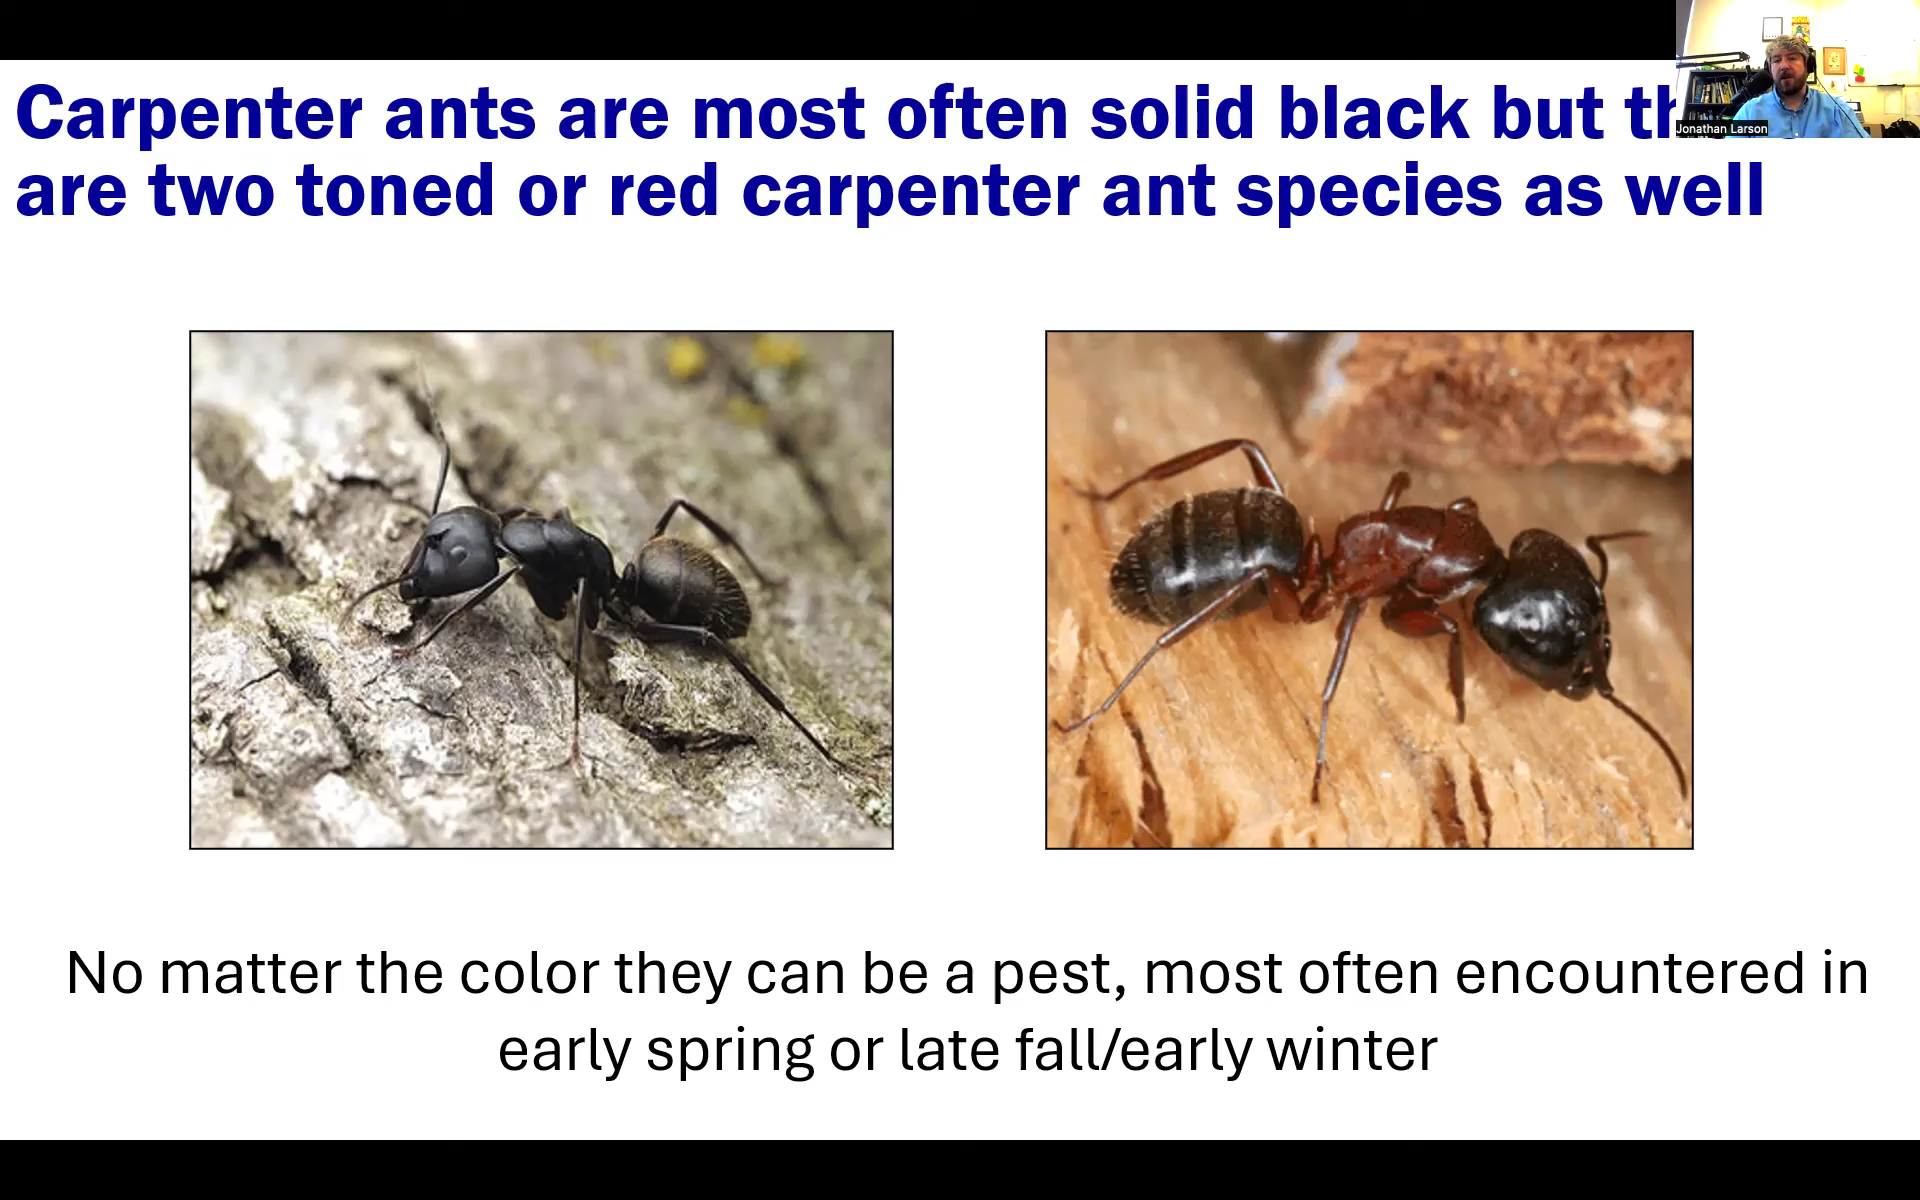 Carpenter ants are most often solid black but
are two toned or red carpenter ant species as well
Jonathan Larson
No matter the color they can be a pest, most often encountered in
early spring or late fall/early winter